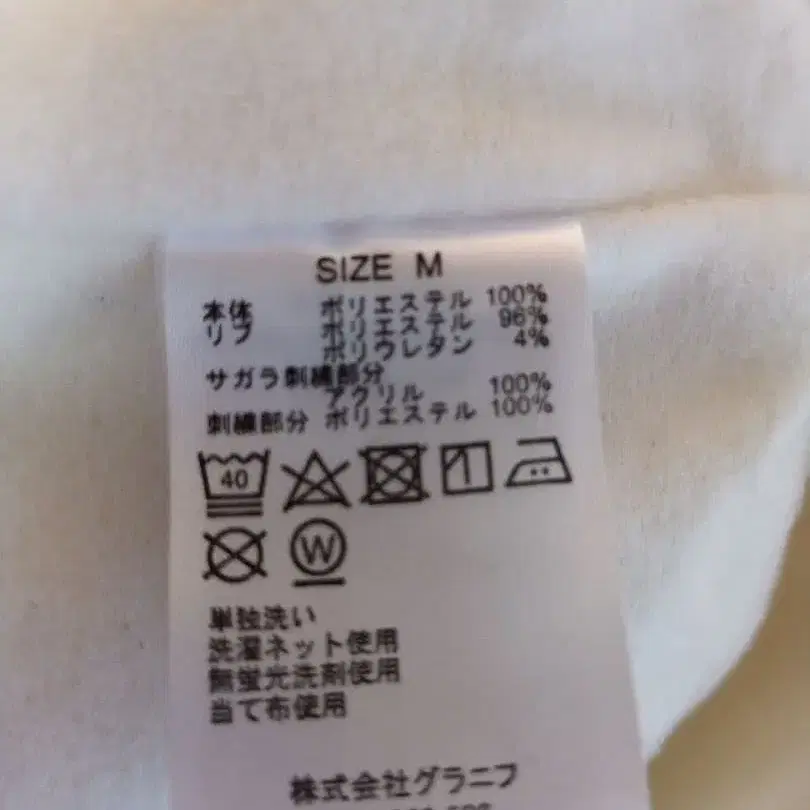 SIZE M
本体 ポリエステル 100%
リブ ポリエステル 96%
ポリウレタン 4%
サガラ刺繍部分
アクリル 100%
刺繍部分 ポリエステル 100%
40
W
単独洗い
洗濯ネット使用
無蛍光洗剤使用
当て布使用
株式会社グラニフ